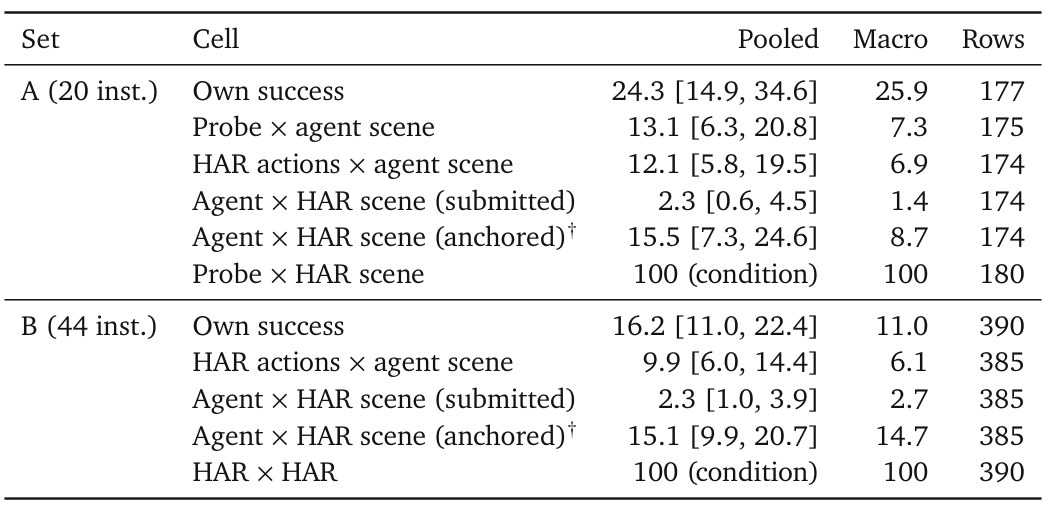 Set Cell Pooled Macro Rows
A (20 inst.) Own success 24.3 [14.9, 34.6] 25.9 177
Probe × agent scene 13.1 [6.3, 20.8] 7.3 175
HAR actions × agent scene 12.1 [5.8, 19.5] 6.9 174
Agent × HAR scene (submitted) 2.3 [0.6, 4.5] 1.4 174
Agent × HAR scene (anchored)† 15.5 [7.3, 24.6] 8.7 174
Probe × HAR scene 100 (condition) 100 180
B (44 inst.) Own success 16.2 [11.0, 22.4] 11.0 390
HAR actions × agent scene 9.9 [6.0, 14.4] 6.1 385
Agent × HAR scene (submitted) 2.3 [1.0, 3.9] 2.7 385
Agent × HAR scene (anchored)† 15.1 [9.9, 20.7] 14.7 385
HAR × HAR 100 (condition) 100 390